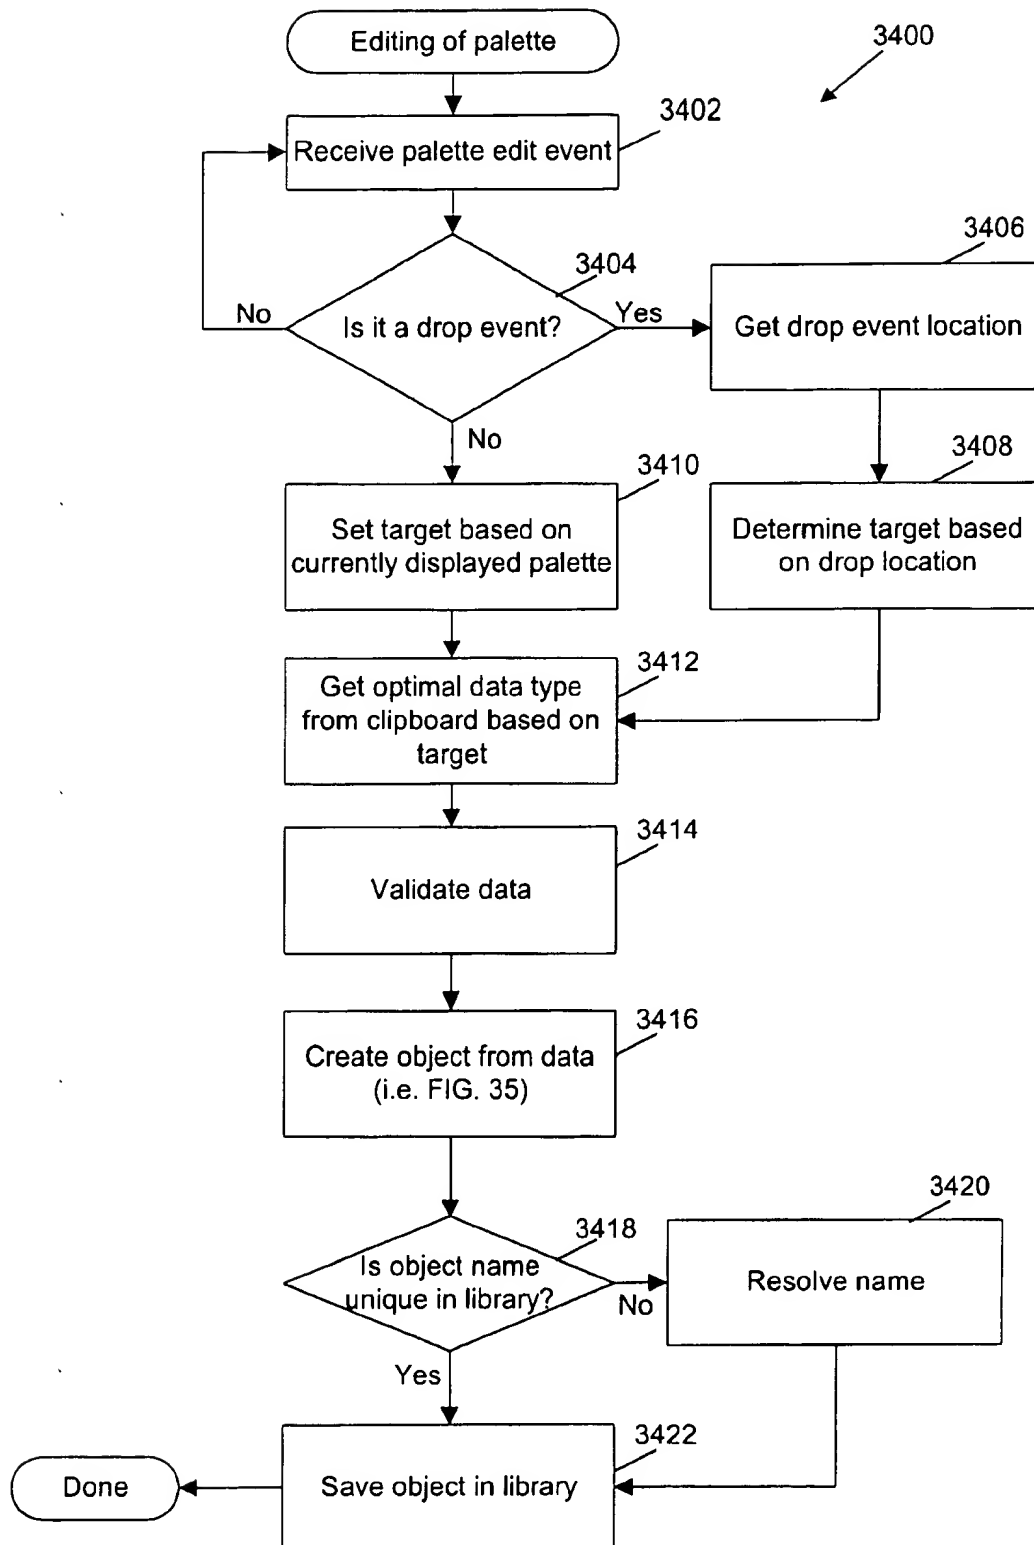 Editing of palette
3400
3402
Receive palette edit event
3404
Is it a drop event?
No
Yes
3406
Get drop event location
No
3408
Determine target based
on drop location
3410
Set target based on
currently displayed palette
3412
Get optimal data type
from clipboard based on
target
3414
Validate data
3416
Create object from data
(i.e. FIG. 35)
3418
Is object name
unique in library?
No
3420
Resolve name
Yes
3422
Save object in library
Done